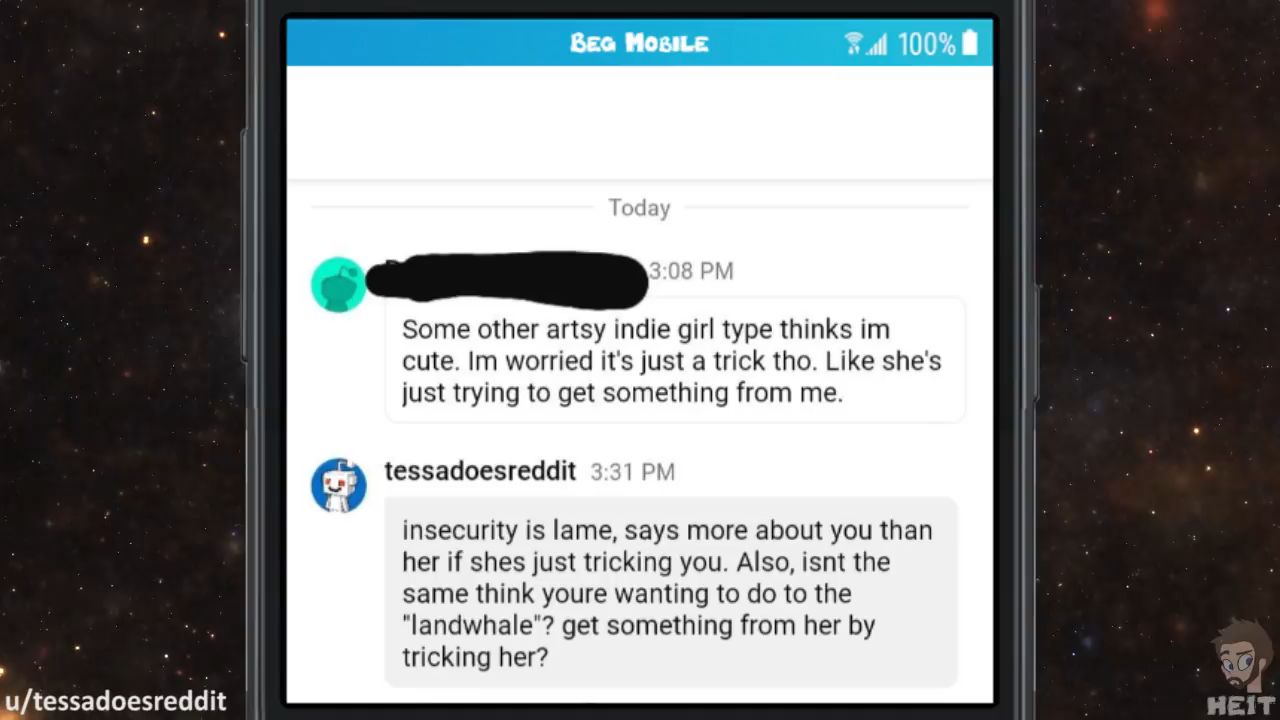 Beg Mobile
100%
Today
3:08 PM
Some other artsy indie girl type thinks im
cute. Im worried it's just a trick tho. Like she's
just trying to get something from me.
tessadoesreddit 3:31 PM
insecurity is lame, says more about you than
her if shes just tricking you. Also, isnt the
same think youre wanting to do to the
"landwhale"? get something from her by
tricking her?
u/tessadoesreddit
HEIT